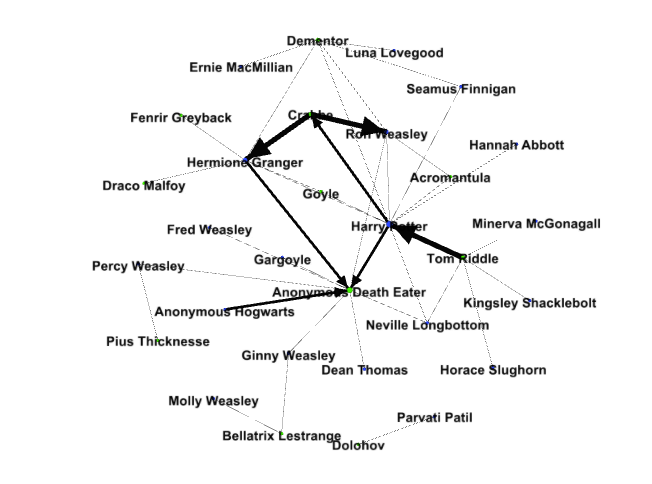 Dementor
Luna Lovegood
Ernie MacMillian
Seamus Finnigan
Crabbe
Fenrir Greyback
Ron Weasley
Hannah Abbott
Hermione Granger
Acromantula
Draco Malfoy
Goyle
Harry Potter
Minerva McGonagall
Fred Weasley
Gargoyle
Tom Riddle
Percy Weasley
Anonymous Death Eater
Kingsley Shacklebolt
Anonymous Hogwarts
Neville Longbottom
Pius Thicknesse
Ginny Weasley
Dean Thomas
Horace Slughorn
Molly Weasley
Parvati Patil
Bellatrix Lestrange
Dolohov